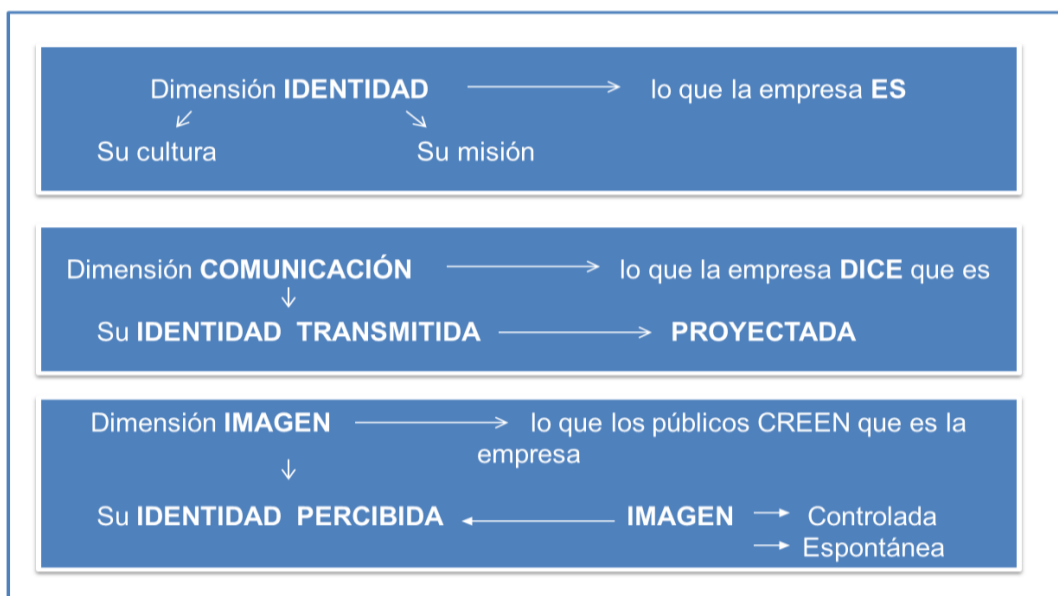 Dimensión IDENTIDAD lo que la empresa ES
Su cultura Su misión
Dimensión COMUNICACIÓN lo que la empresa DICE que es
Su IDENTIDAD TRANSMITIDA PROYECTADA
Dimensión IMAGEN lo que los públicos CREEN que es la
empresa
Su IDENTIDAD PERCIBIDA IMAGEN Controlada
Espontánea